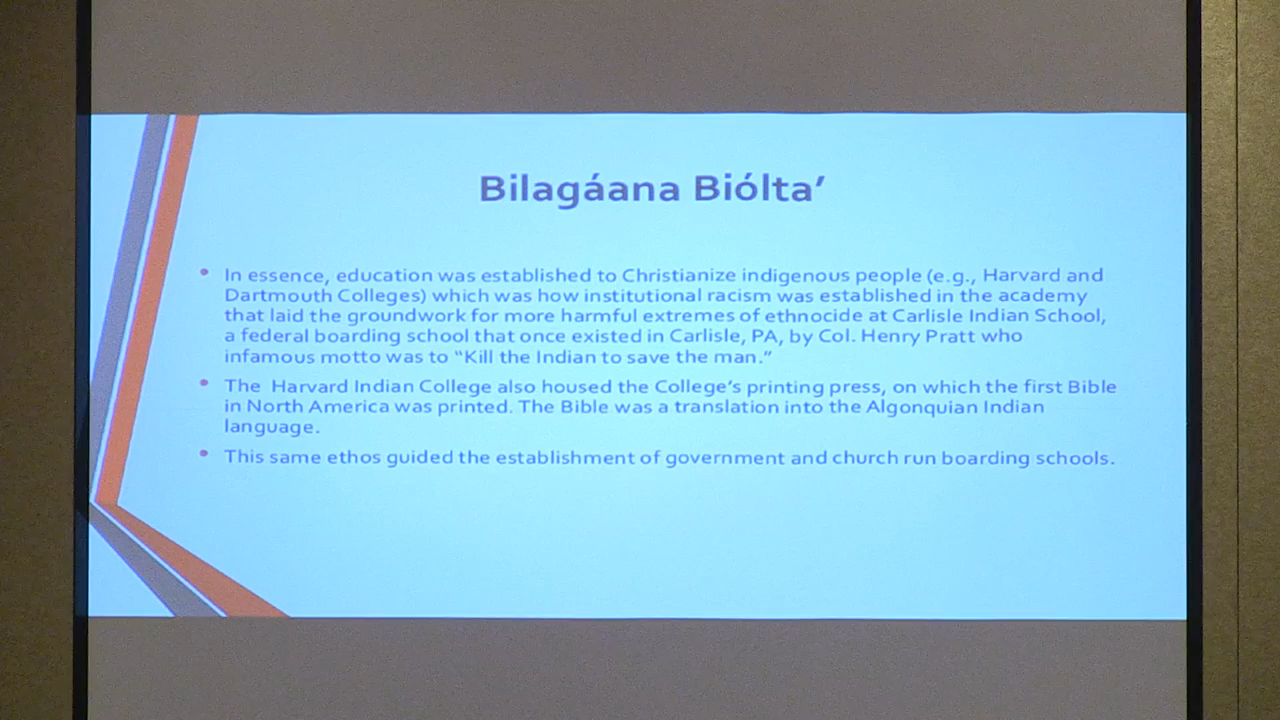 Bilagáana Biólta’
• In essence, education was established to Christianize indigenous people (e.g., Harvard and
Dartmouth Colleges) which was how institutional racism was established in the academy
that laid the groundwork for more harmful extremes of ethnocide at Carlisle Indian School,
a federal boarding school that once existed in Carlisle, PA, by Col. Henry Pratt who
infamous motto was to “Kill the Indian to save the man.”
• The Harvard Indian College also housed the College’s printing press, on which the first Bible
in North America was printed. The Bible was a translation into the Algonquian Indian
language.
• This same ethos guided the establishment of government and church run boarding schools.